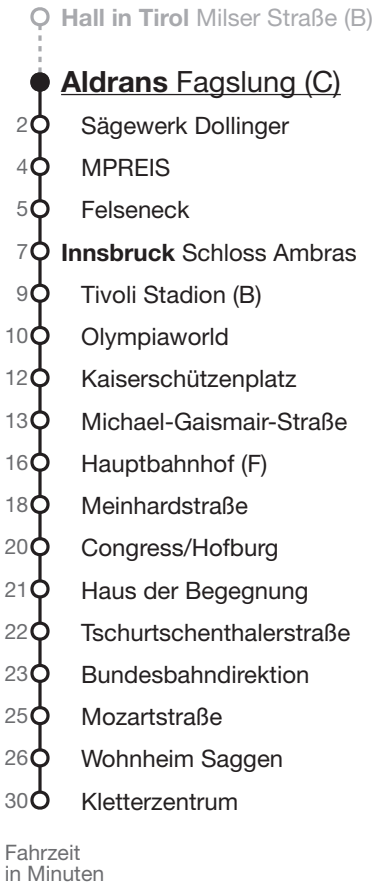 Hall in Tirol Milser Straße (B)
Aldrans Fagslung (C)
2 Sägewerk Dollinger
4 MPREIS
5 Felseneck
7 Innsbruck Schloss Ambras
9 Tivoli Stadion (B)
10 Olympiaworld
12 Kaiserschützenplatz
13 Michael-Gaismair-Straße
16 Hauptbahnhof (F)
18 Meinhardstraße
20 Congress/Hofburg
21 Haus der Begegnung
22 Tschurtschenthalerstraße
23 Bundesbahndirektion
25 Mozartstraße
26 Wohnheim Saggen
30 Kletterzentrum
Fahrzeit
in Minuten